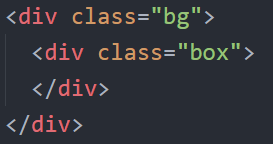 <div class="bg">
  <div class="box">
  </div>
</div>